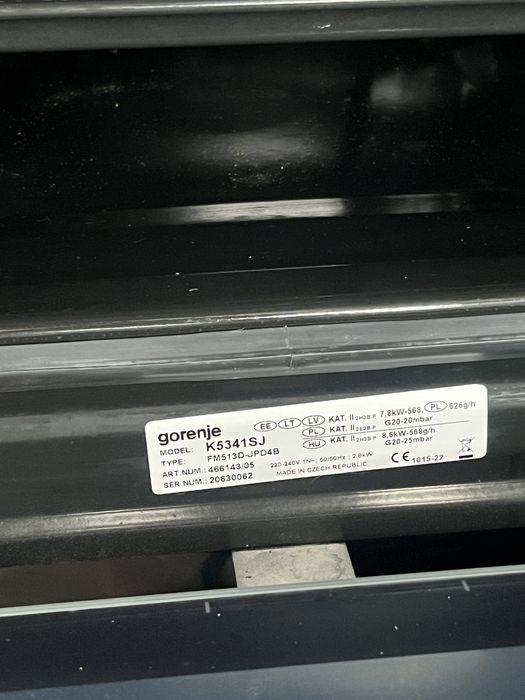 gorenje
MODEL: K5341SJ
TYPE: FM513D-JPD4B
ART.NUM.: 466143/05
SER.NUM.: 20630062
EE LT LV KAT. II2H3B/P 7,8kW-568, PL 626g/h
G20-20mbar
PL KAT. II2E3B/P
HU KAT. II2H3B/P 8,6kW-568g/h
G20-25mbar
220-240V 1N~; 50/60Hz ; 2,6kW
MADE IN CZECH REPUBLIC
CE 1015-22